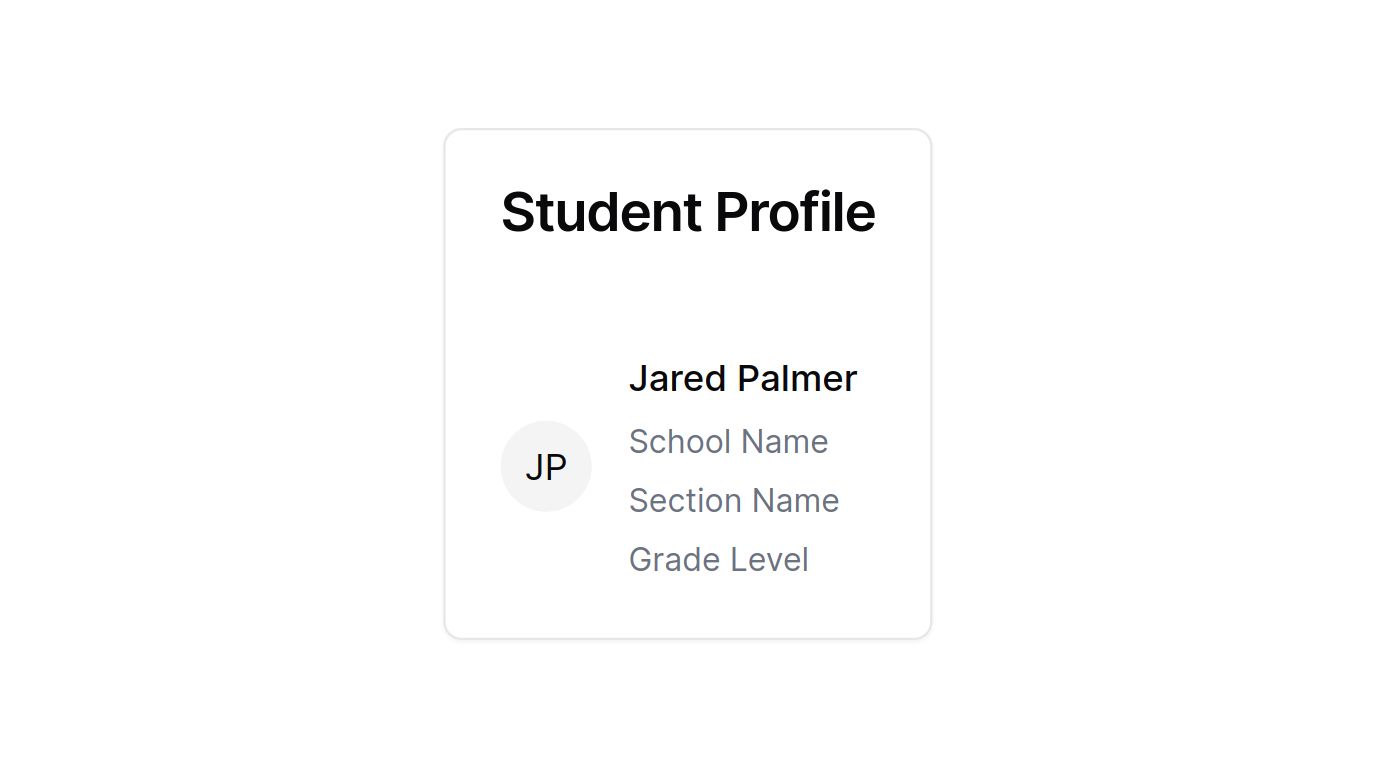 Student Profile
Jared Palmer
JP
School Name
Section Name
Grade Level